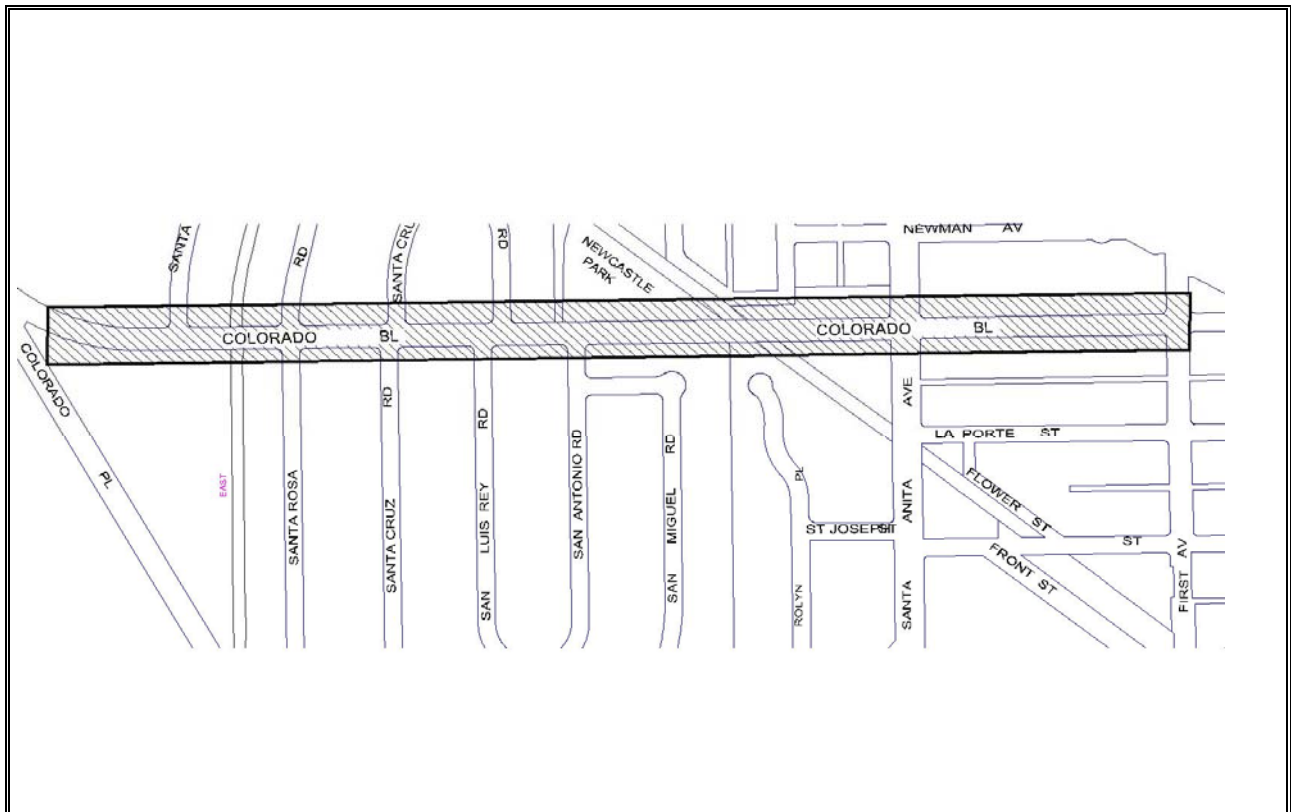 NEWMAN AV
SANTA
RD
SANTA CRU
RD
NEWCASTLE
PARK
COLORADO BL
COLORADO BL
COLORADO PL
EAST
SANTA ROSA
SANTA CRUZ RD
SAN LUIS REY RD
SAN ANTONIO RD
SAN MIGUEL RD
ROLYN PL
ST JOSEPH
ST
SANTA ANITA AVE
LA PORTE ST
FLOWER ST
FRONT ST
ST
FIRST AV